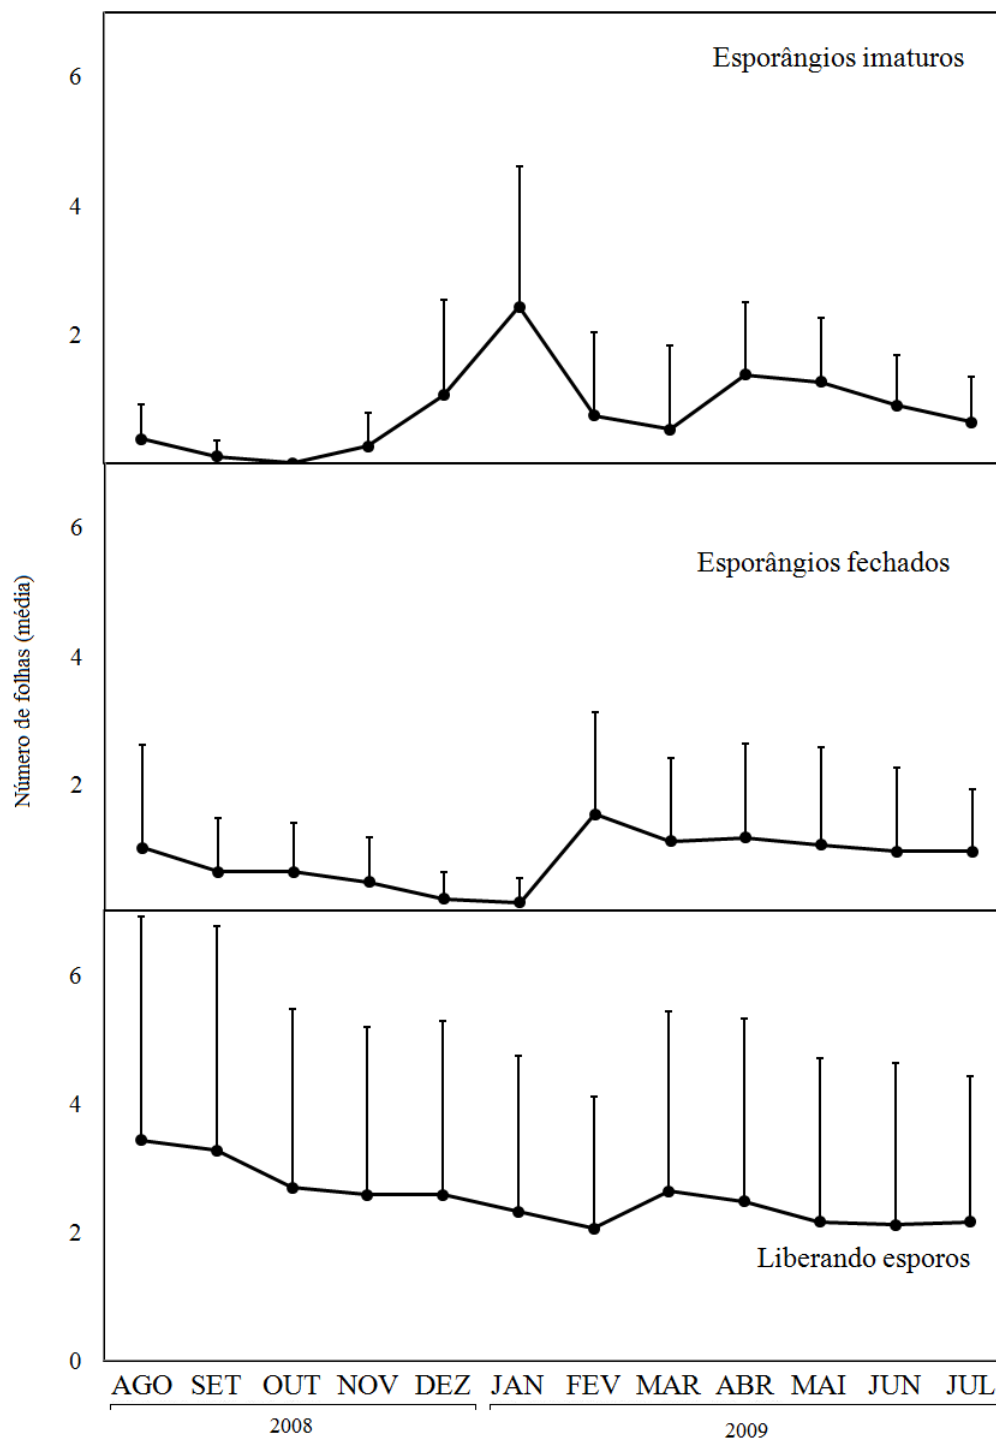 Esporângios imaturos
6
4
2
Esporângios fechados
6
4
2
Número de folhas (média)
Liberando esporos
6
4
2
0
AGO SET OUT NOV DEZ JAN FEV MAR ABR MAI JUN JUL
2008 2009